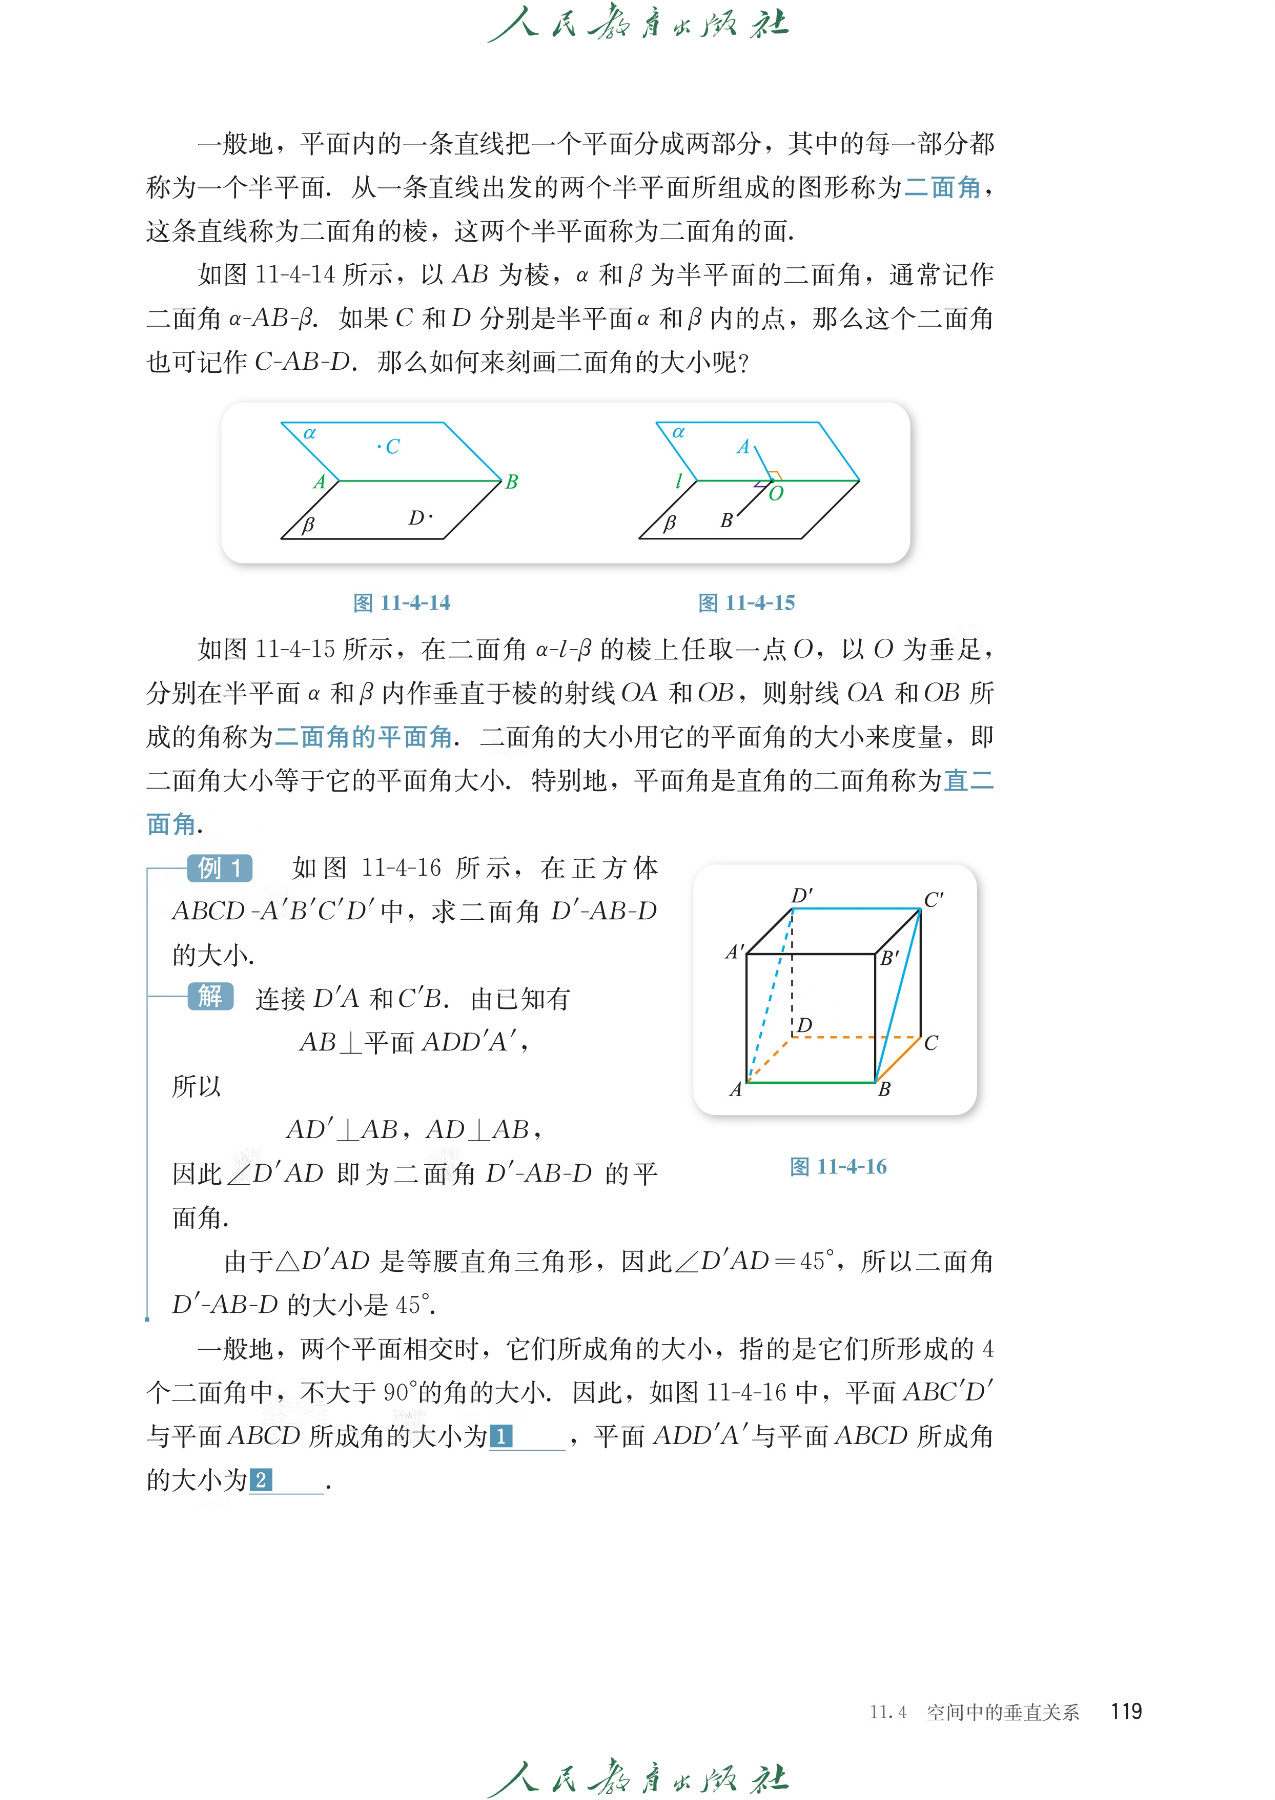 人民教育出版社
一般地，平面内的一条直线把一个平面分成两部分，其中的每一部分都
称为一个半平面．从一条直线出发的两个半平面所组成的图形称为二面角，
这条直线称为二面角的棱，这两个半平面称为二面角的面．
如图 11-4-14 所示，以 AB 为棱，α 和 β 为半平面的二面角，通常记作
二面角 α-AB-β．如果 C 和 D 分别是半平面 α 和 β 内的点，那么这个二面角
也可记作 C-AB-D．那么如何来刻画二面角的大小呢？
α
C
A
B
β
D
α
A
l
O
β
B
图 11-4-14
图 11-4-15
如图 11-4-15 所示，在二面角 α-l-β 的棱上任取一点 O，以 O 为垂足，
分别在半平面 α 和 β 内作垂直于棱的射线 OA 和 OB，则射线 OA 和 OB 所
成的角称为二面角的平面角．二面角的大小用它的平面角的大小来度量，即
二面角大小等于它的平面角大小．特别地，平面角是直角的二面角称为直二
面角．
例 1 如图 11-4-16 所示，在正方体
ABCD-A′B′C′D′中，求二面角 D′-AB-D
的大小．
解 连接 D′A 和 C′B．由已知有
AB⊥平面 ADD′A′，
所以
AD′⊥AB，AD⊥AB，
因此∠D′AD 即为二面角 D′-AB-D 的平
面角．
D′
C′
A′
B′
D
C
A
B
图 11-4-16
由于△D′AD 是等腰直角三角形，因此∠D′AD＝45°，所以二面角
D′-AB-D 的大小是 45°．
一般地，两个平面相交时，它们所成角的大小，指的是它们所形成的 4
个二面角中，不大于 90°的角的大小．因此，如图 11-4-16 中，平面 ABC′D′
与平面 ABCD 所成角的大小为 1 ，平面 ADD′A′与平面 ABCD 所成角
的大小为 2 ．
11.4 空间中的垂直关系 119
人民教育出版社